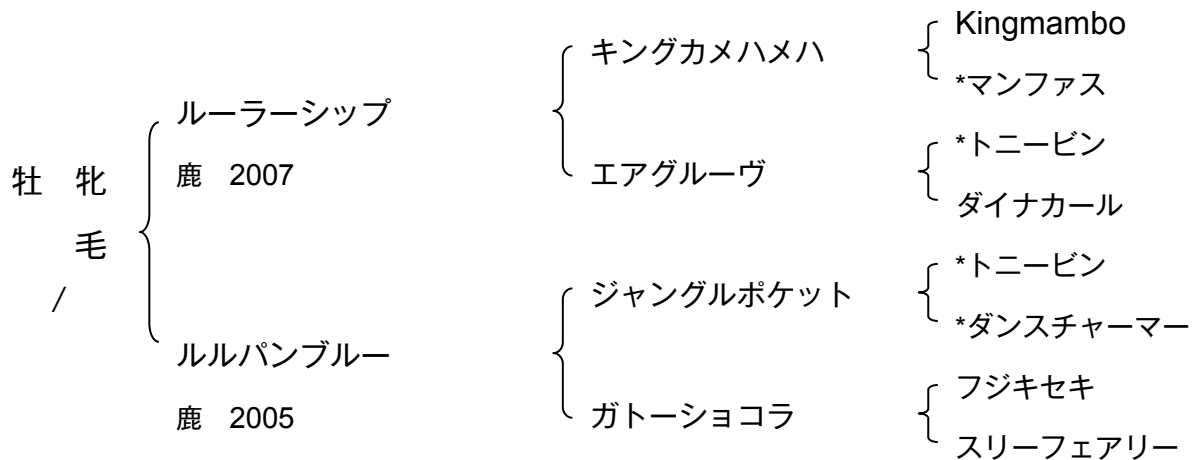 牡 牝
毛
/
ルーラーシップ
鹿 2007
ルルパンブルー
鹿 2005
キングカメハメハ
エアグルーヴ
ジャングルポケット
ガトーショコラ
Kingmambo
*マンファス
*トニービン
ダイナカール
*トニービン
*ダンスチャーマー
フジキセキ
スリーフェアリー